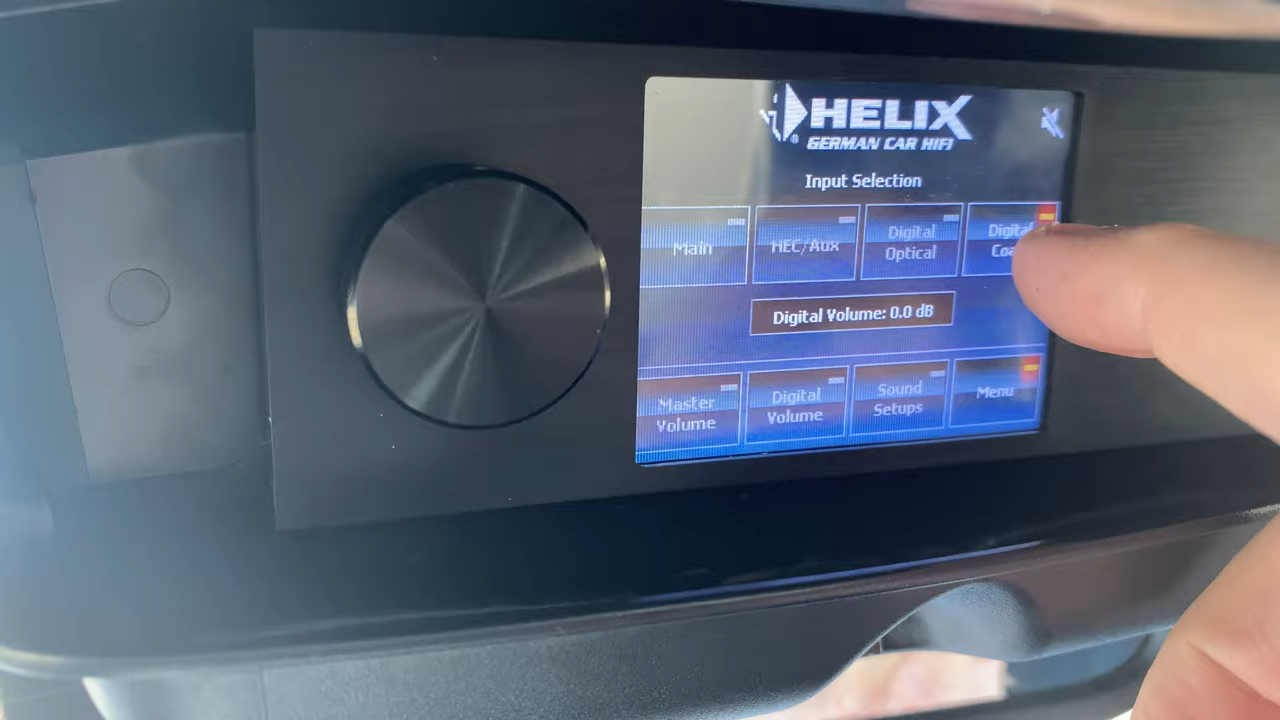 HELIX
GERMAN CAR HIFI
Input Selection
Main
HEC/Aux
Digital
Optical
Digital
Digital Volume: 0.0 dB
Master
Volume
Digital
Volume
Sound
Setups
Menu